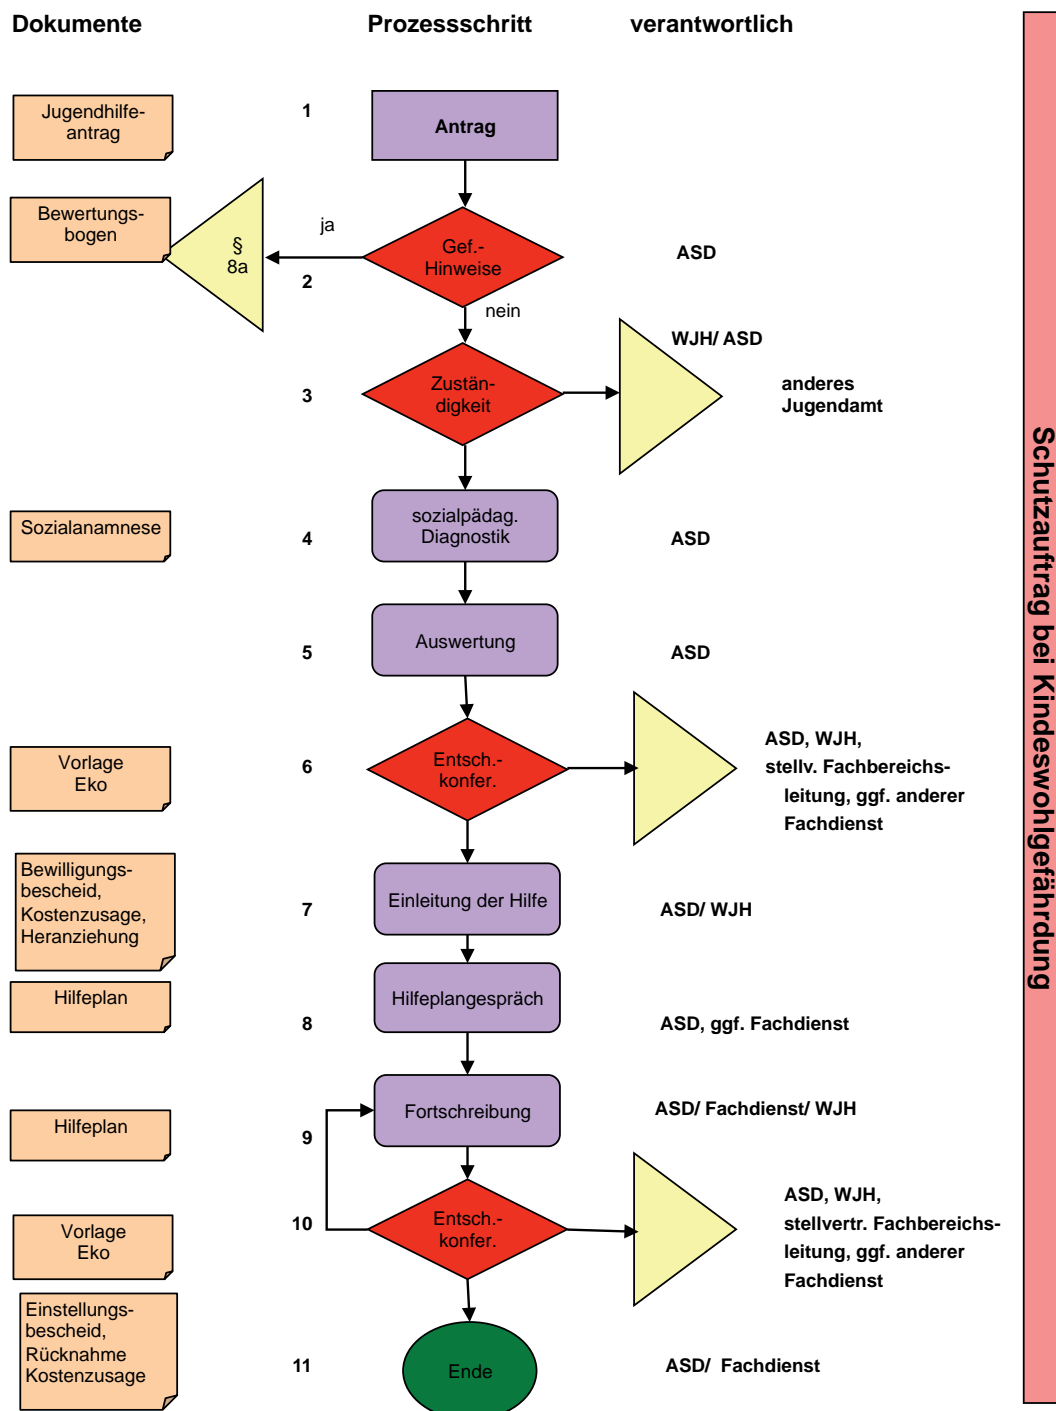 Dokumente Prozessschritt verantwortlich
Jugendhilfe-
antrag
1
Antrag
Bewertungs-
bogen
§
8a
ja
2
Gef.-
Hinweise
ASD
nein
WJH/ ASD
3
Zustän-
digkeit
anderes
Jugendamt
Sozialanamnese
4
sozialpädag.
Diagnostik
ASD
5
Auswertung
ASD
Vorlage
Eko
6
Entsch.-
konfer.
ASD, WJH,
stellv. Fachbereichs-
leitung, ggf. anderer
Fachdienst
Bewilligungs-
bescheid,
Kostenzusage,
Heranziehung
7
Einleitung der Hilfe
ASD/ WJH
Hilfeplan
8
Hilfeplangespräch
ASD, ggf. Fachdienst
Hilfeplan
9
Fortschreibung
ASD/ Fachdienst/ WJH
Vorlage
Eko
10
Entsch.-
konfer.
ASD, WJH,
stellvertr. Fachbereichs-
leitung, ggf. anderer
Fachdienst
Einstellungs-
bescheid,
Rücknahme
Kostenzusage
11
Ende
ASD/ Fachdienst
Schutzauftrag bei Kindeswohlgefährdung